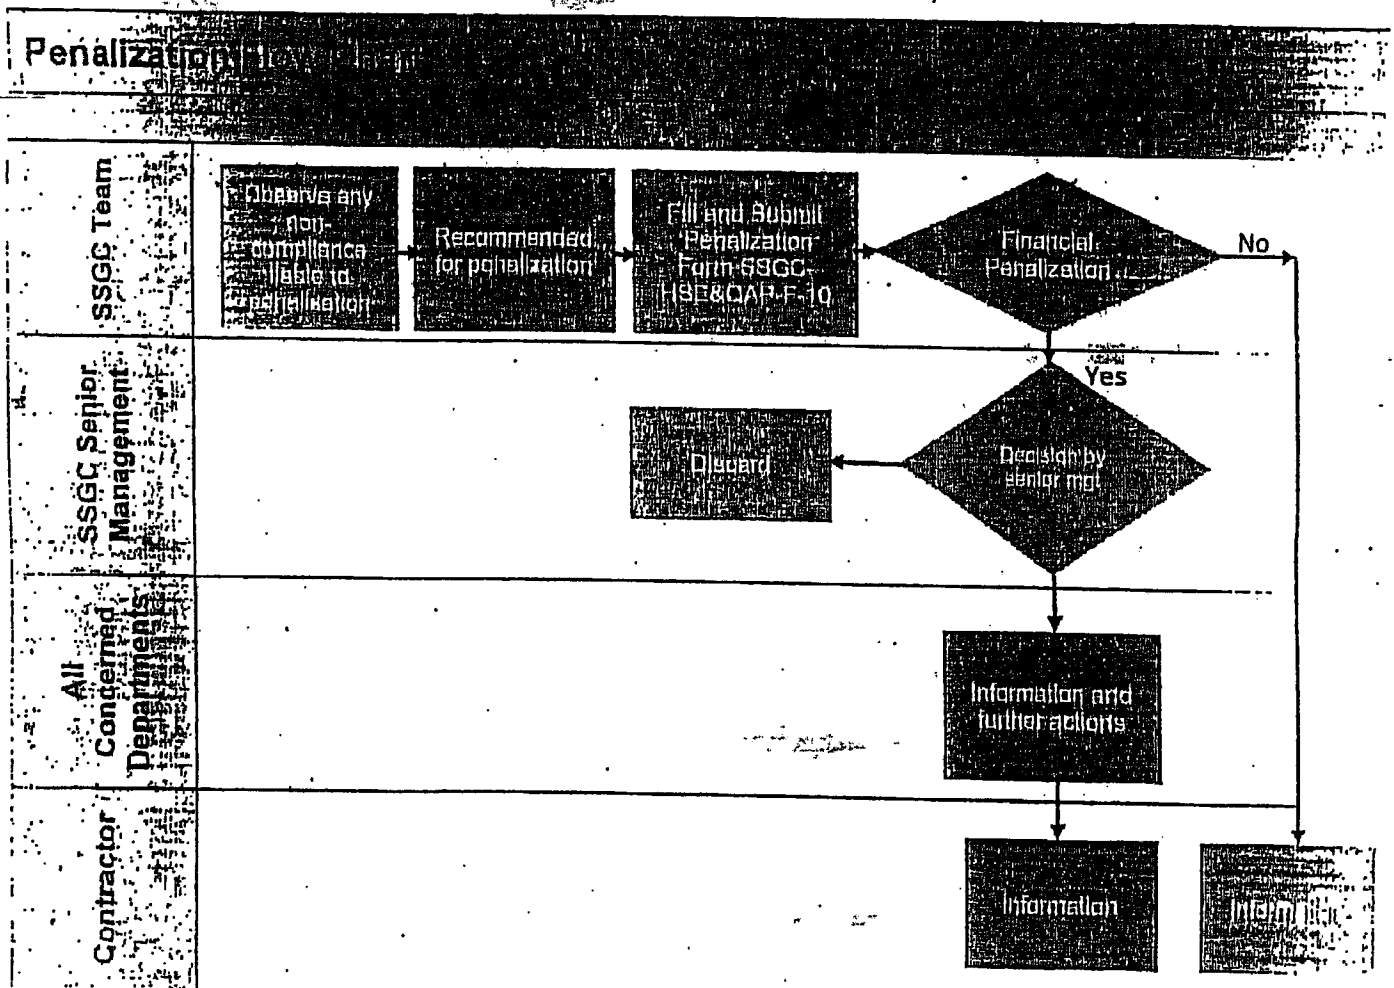 Penalization Flow Chart
SSGC Team
Observe any
non-
compliance
liable to
penalization
Recommended
for penalization
Fill and Submit
Penalization
Form SSGC-
HSE&QAP-F-10
Financial
Penalization
No
Yes
SSGC Senior
Management
Discard
Decision by
senior mgt
All
Concerned
Departments
Information and
further actions
Contractor
Information